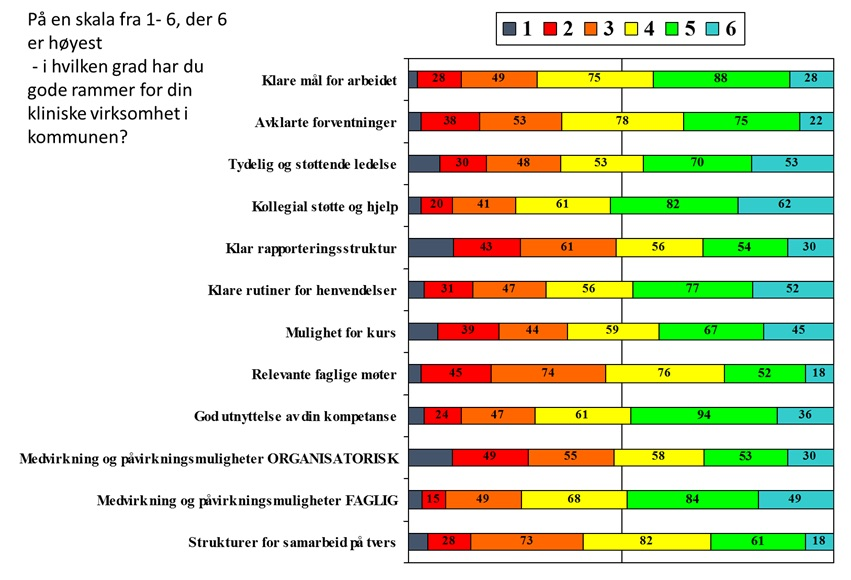 På en skala fra 1- 6, der 6
er høyest
- i hvilken grad har du
gode rammer for din
kliniske virksomhet i
kommunen?
1 2 3 4 5 6
Klare mål for arbeidet 28 49 75 88 28
Avklarte forventninger 38 53 78 75 22
Tydelig og støttende ledelse 30 48 53 70 53
Kollegial støtte og hjelp 20 41 61 82 62
Klar rapporteringsstruktur 43 61 56 54 30
Klare rutiner for henvendelser 31 47 56 77 52
Mulighet for kurs 39 44 59 67 45
Relevante faglige møter 45 74 76 52 18
God utnyttelse av din kompetanse 24 47 61 94 36
Medvirkning og påvirkningsmuligheter ORGANISATORISK 49 55 58 53 30
Medvirkning og påvirkningsmuligheter FAGLIG 15 49 68 84 49
Strukturer for samarbeid på tvers 28 73 82 61 18